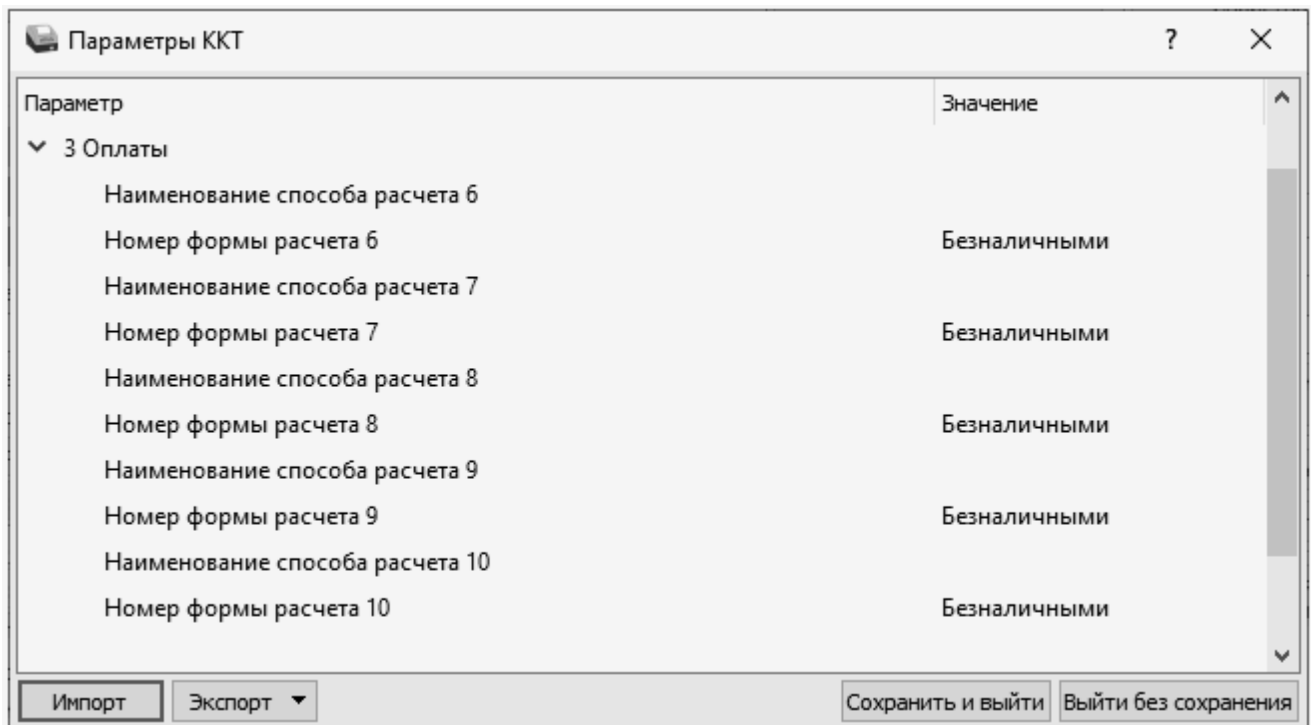 Параметры ККТ ?
Параметр Значение
3 Оплаты
Наименование способа расчета 6
Номер формы расчета 6 Безналичными
Наименование способа расчета 7
Номер формы расчета 7 Безналичными
Наименование способа расчета 8
Номер формы расчета 8 Безналичными
Наименование способа расчета 9
Номер формы расчета 9 Безналичными
Наименование способа расчета 10
Номер формы расчета 10 Безналичными
Импорт Экспорт Сохранить и выйти Выйти без сохранения